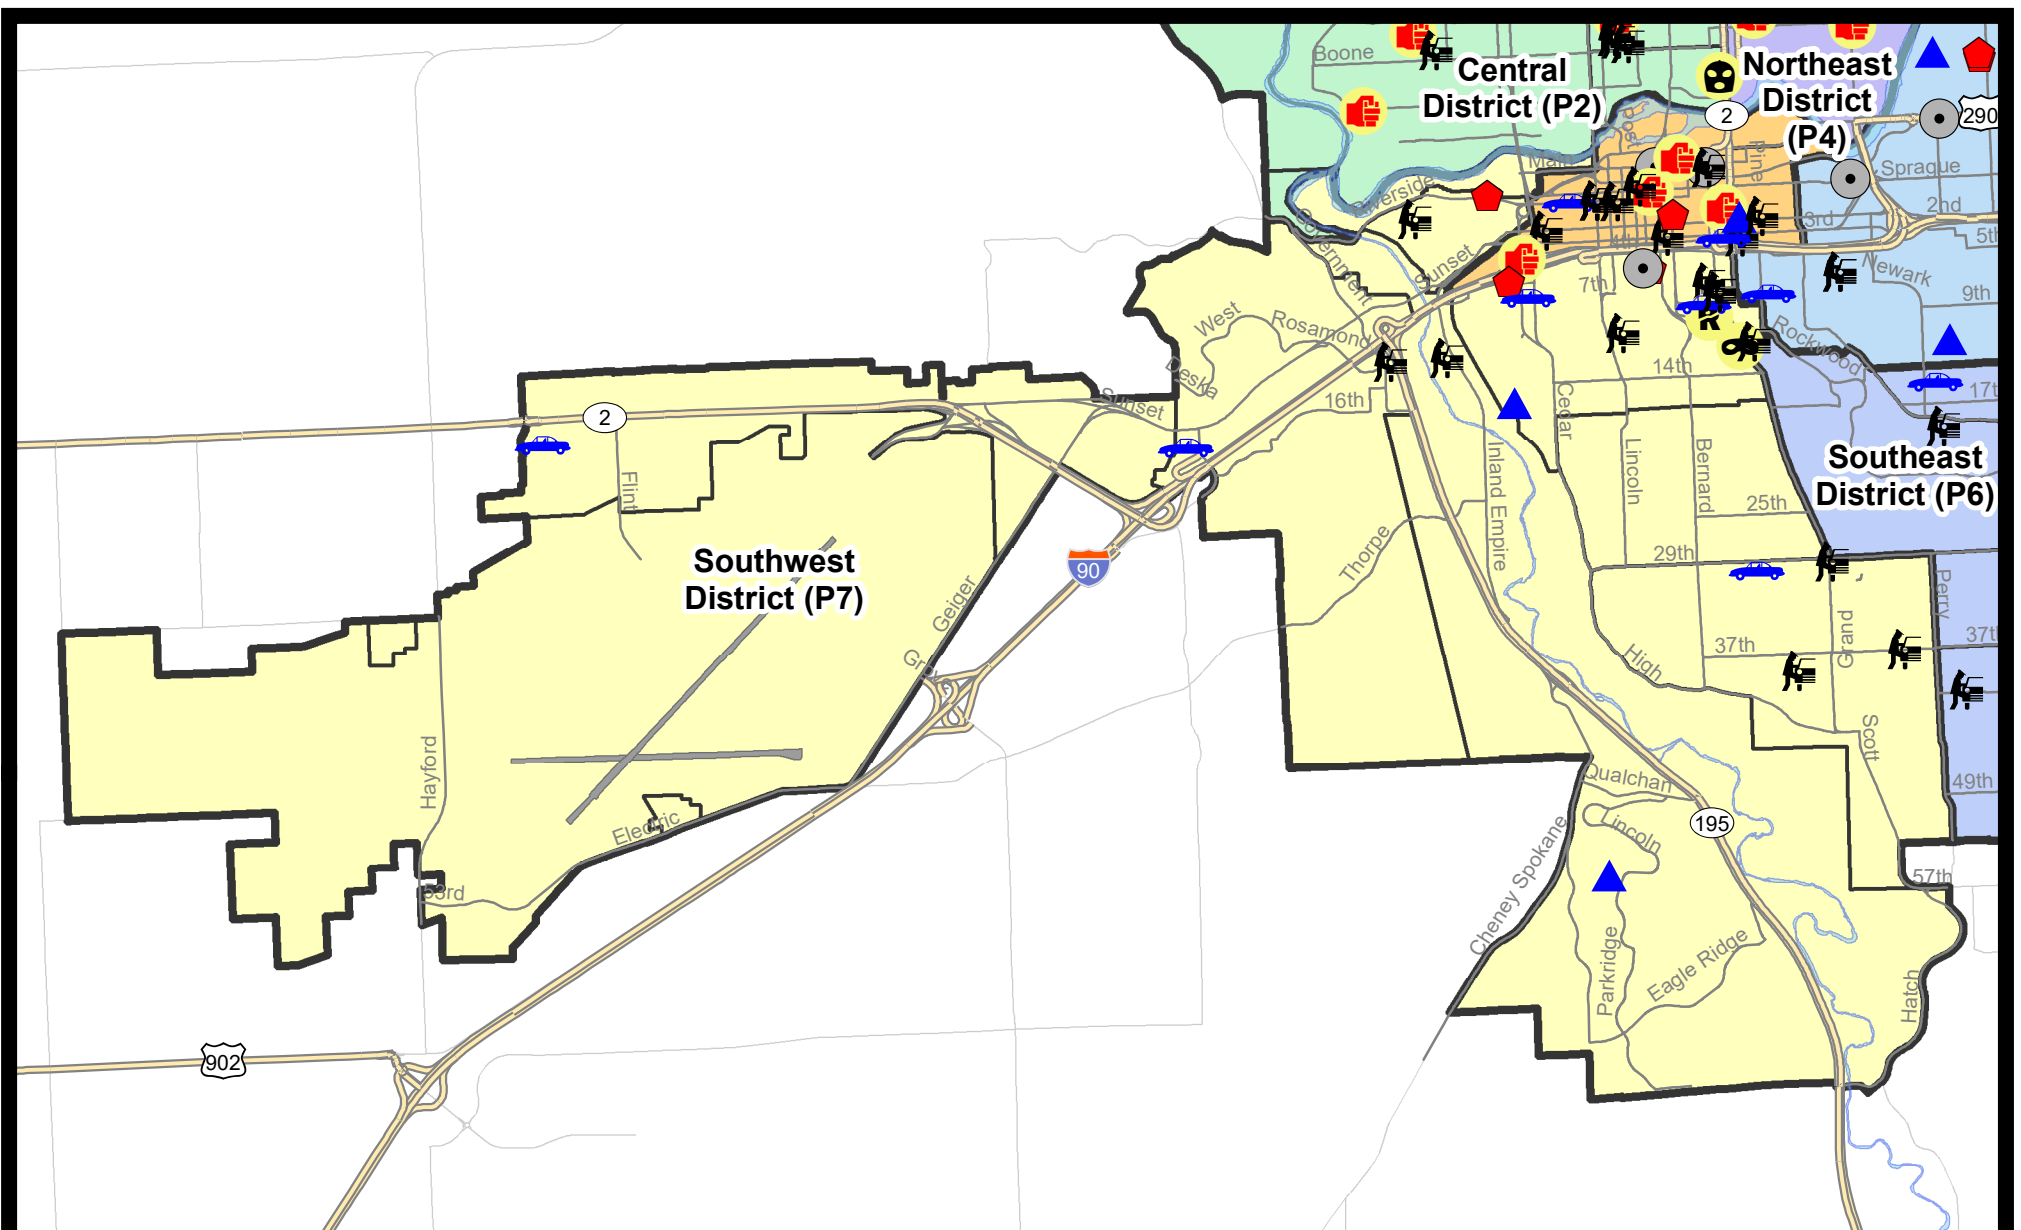 Boone
Central
District (P2)
Northeast
District
(P4)
290
2
Post
Pine
Main
Sprague
Riverside
2nd
3rd
5th
4th
Government
Sunset
7th
Newark
9th
West
Rosamond
Rockwood
Deska
14th
Sunset
16th
Cedar
17t
2
Flint
Inland Empire
Lincoln
Bernard
Southeast
District (P6)
25th
Southwest
District (P7)
90
Thorpe
29th
Geiger
Perry
Grand
37th
37th
Grove
High
Scott
Hayford
Qualchan
49th
Electric
Lincoln
195
Cheney Spokane
57th
53rd
Parkridge
Eagle Ridge
Hatch
902